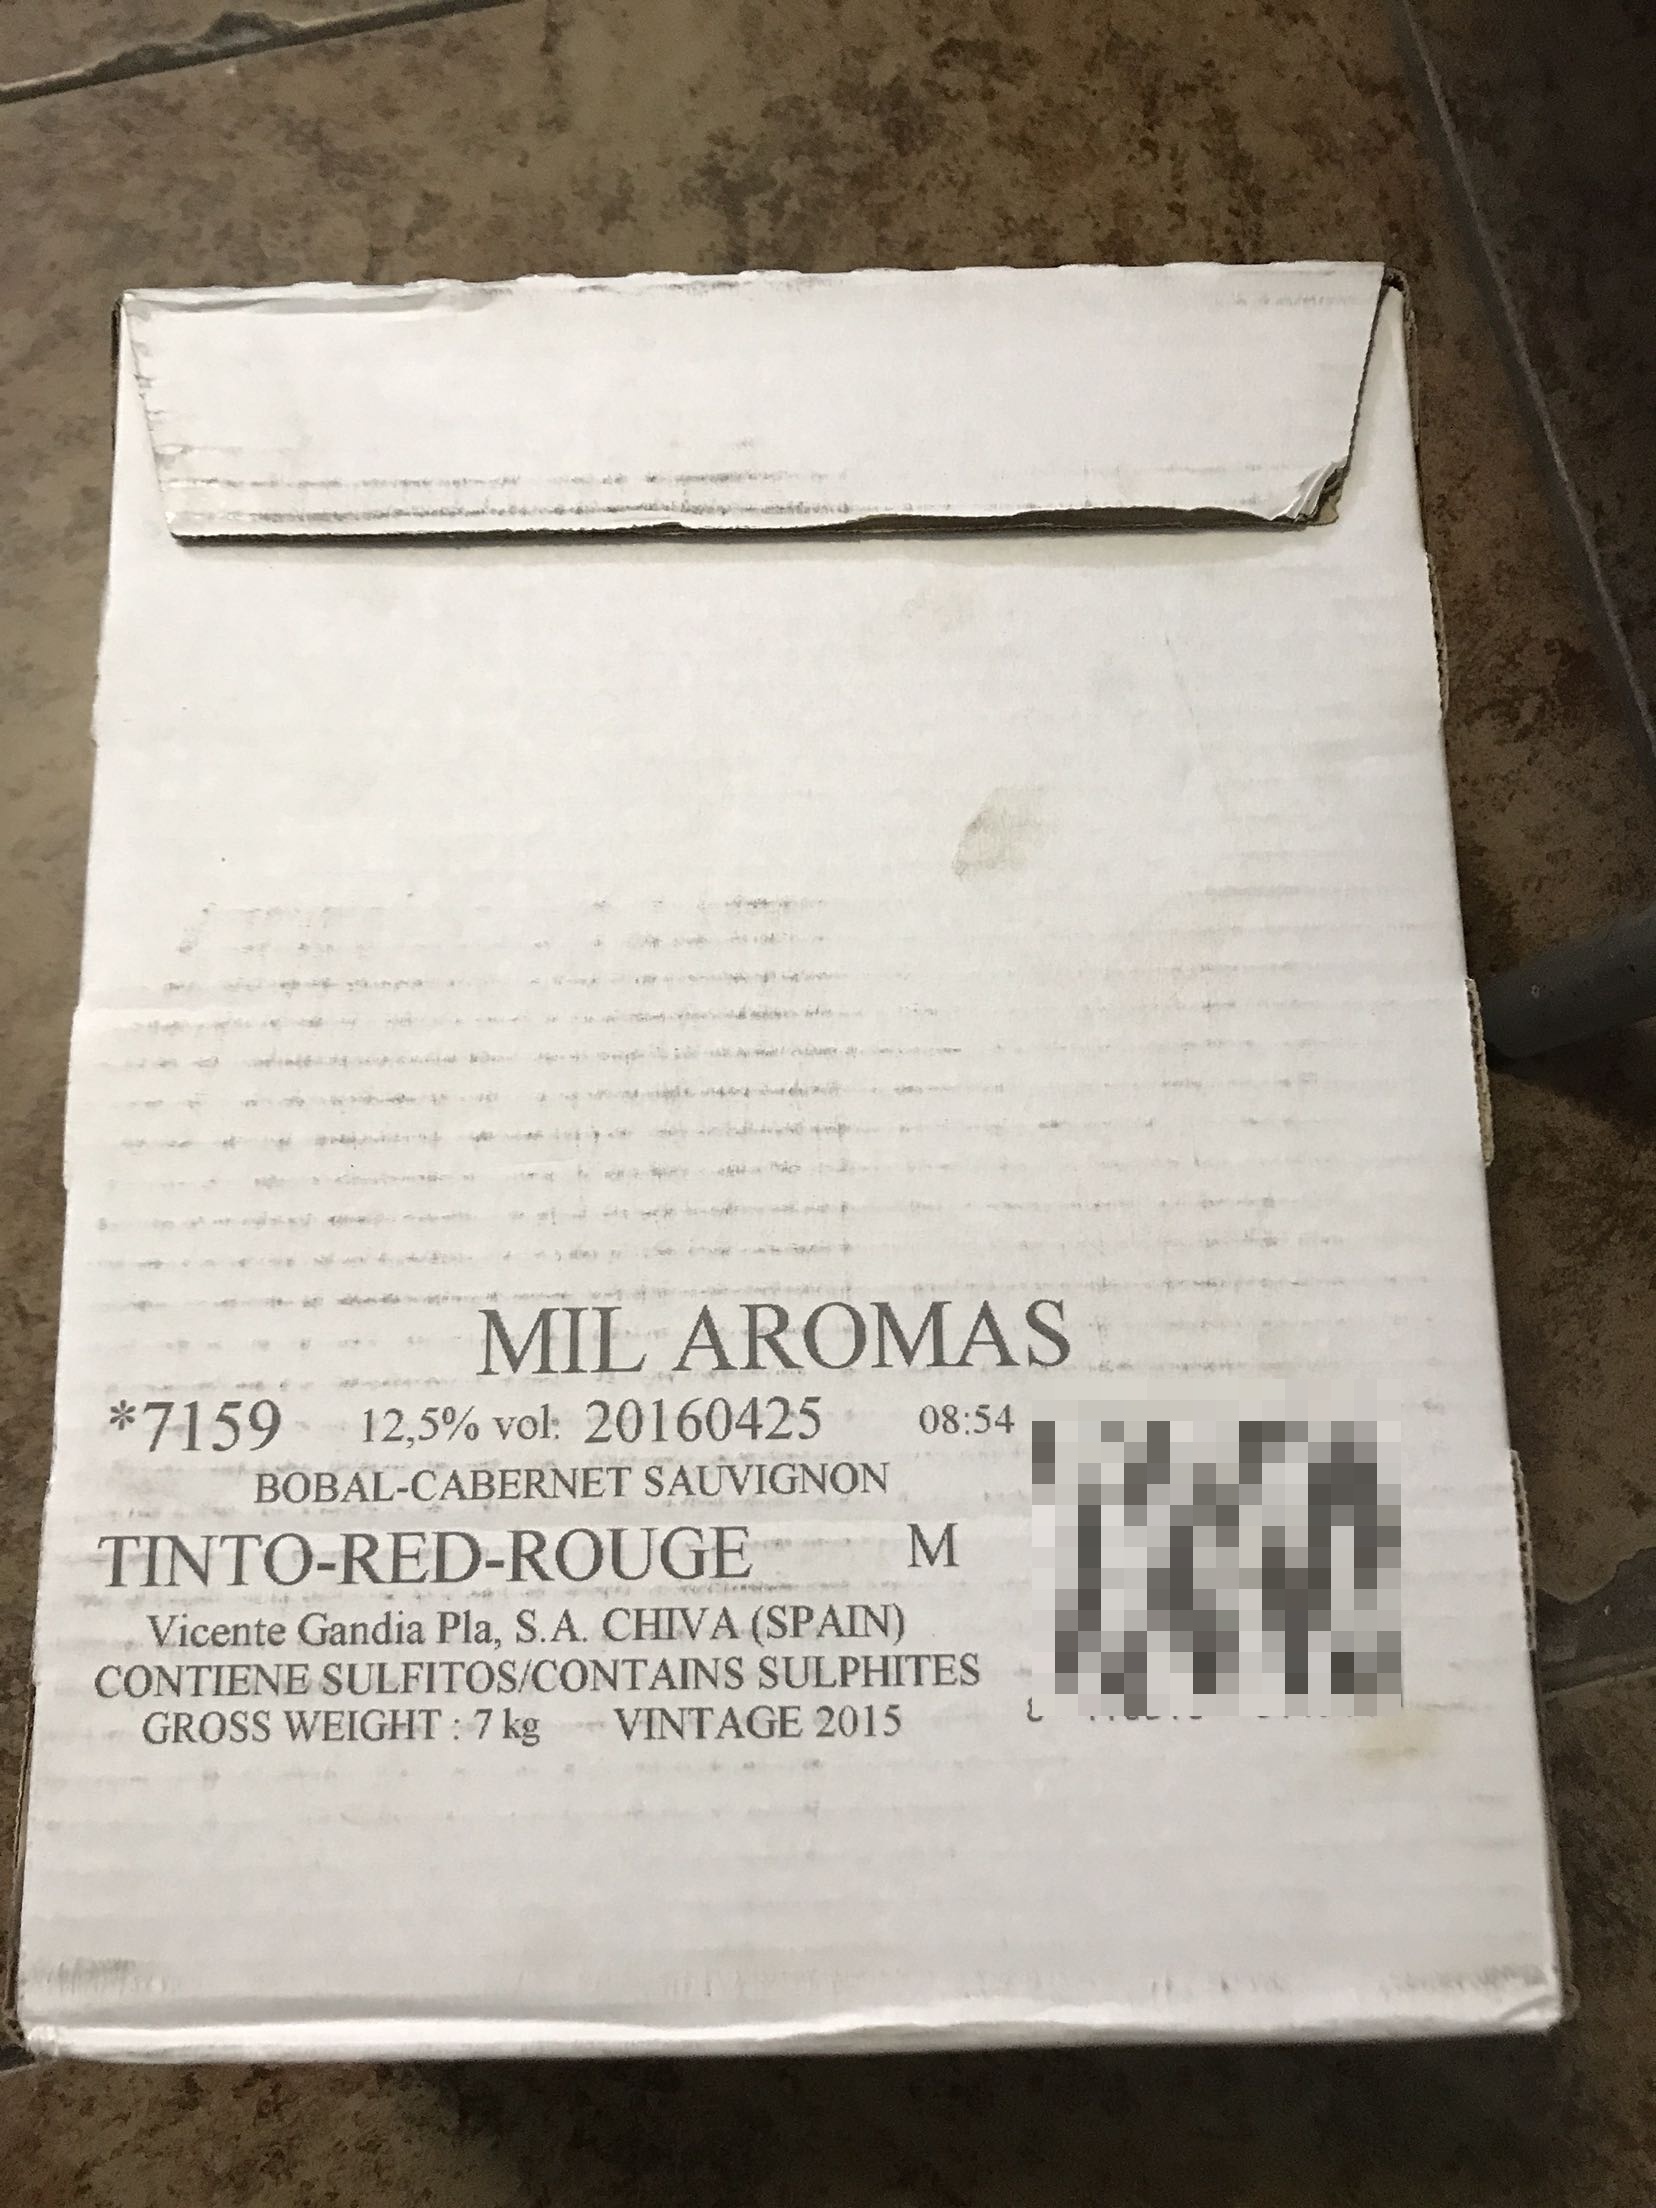 MIL AROMAS
*7159 12,5% vol: 20160425 08:54
BOBAL-CABERNET SAUVIGNON
TINTO-RED-ROUGE M
Vicente Gandia Pla, S.A. CHIVA (SPAIN)
CONTIENE SULFITOS/CONTAINS SULPHITES
GROSS WEIGHT : 7 kg VINTAGE 2015